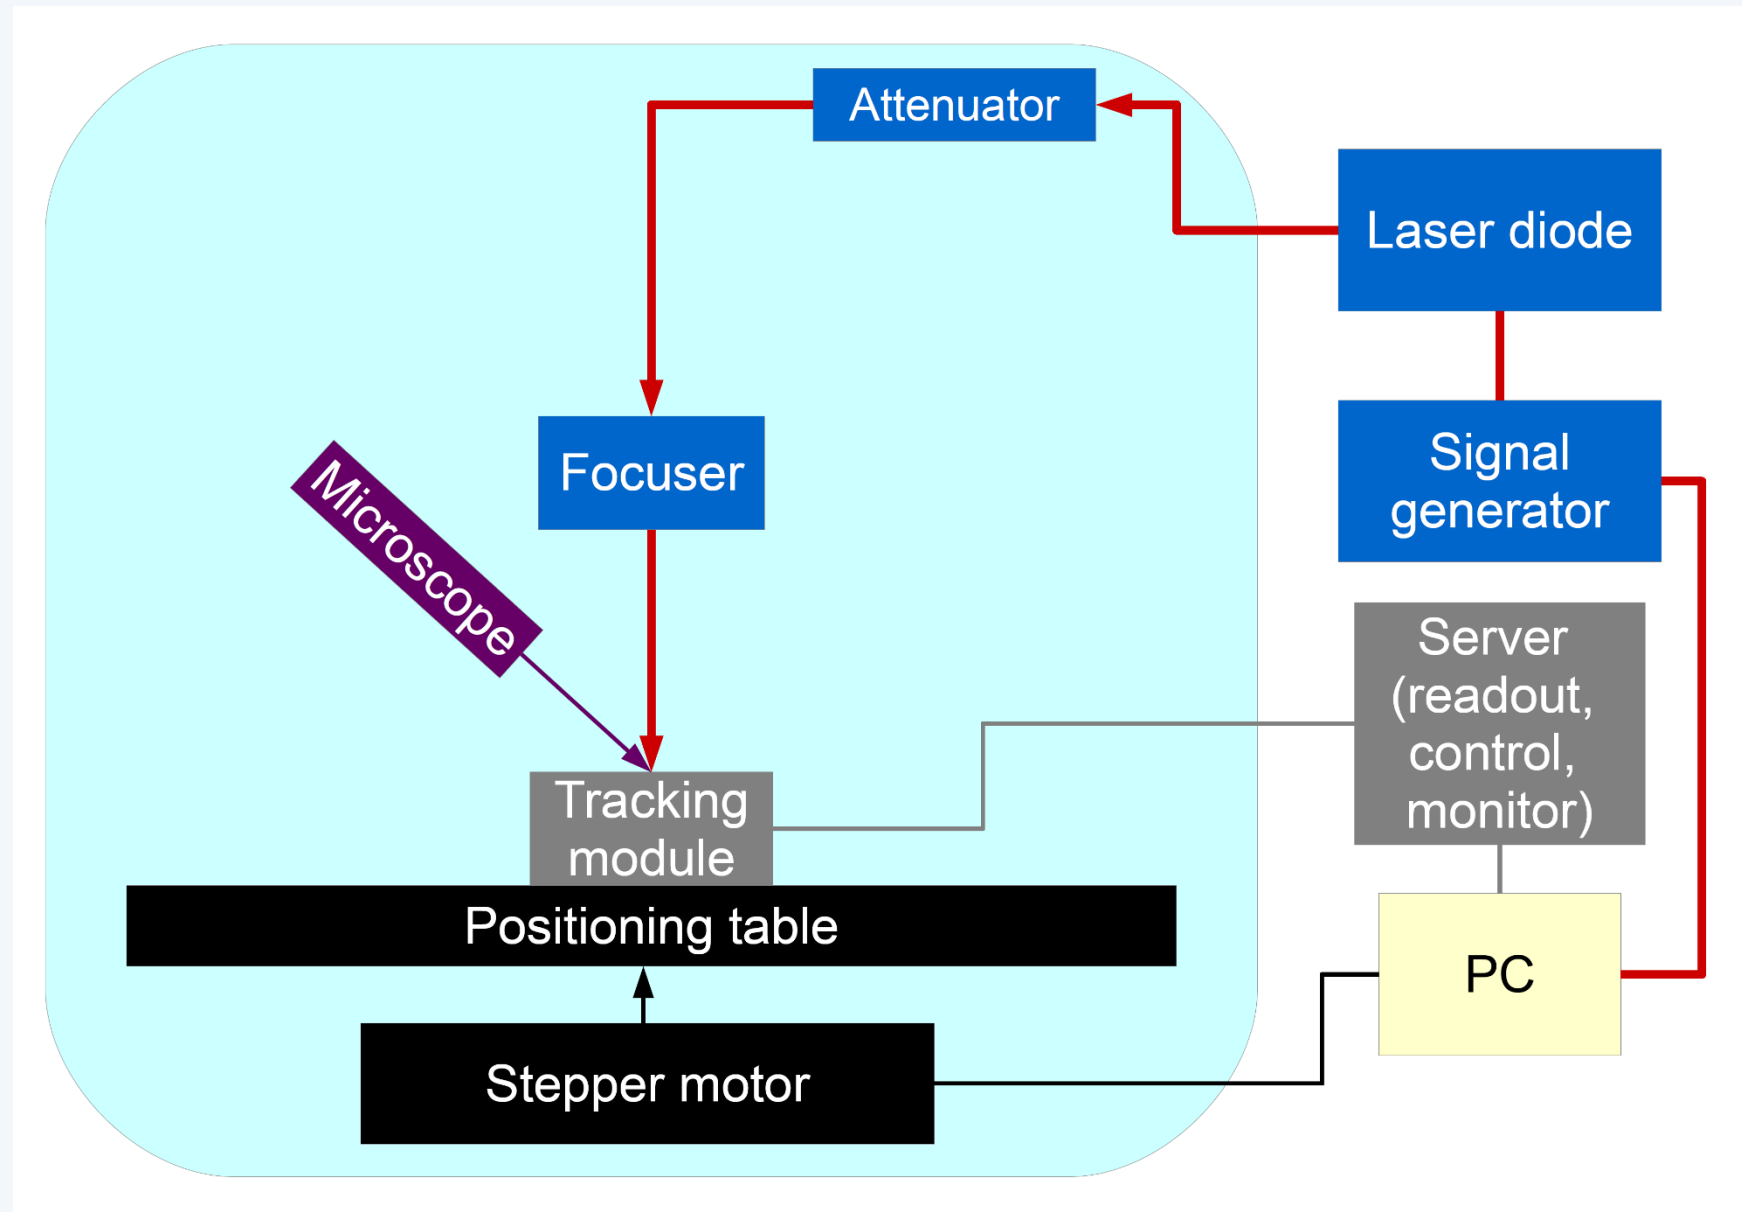 Attenuator
Laser diode
Focuser
Signal
generator
Microscope
Server
(readout,
control,
monitor)
Tracking
module
Positioning table
PC
Stepper motor